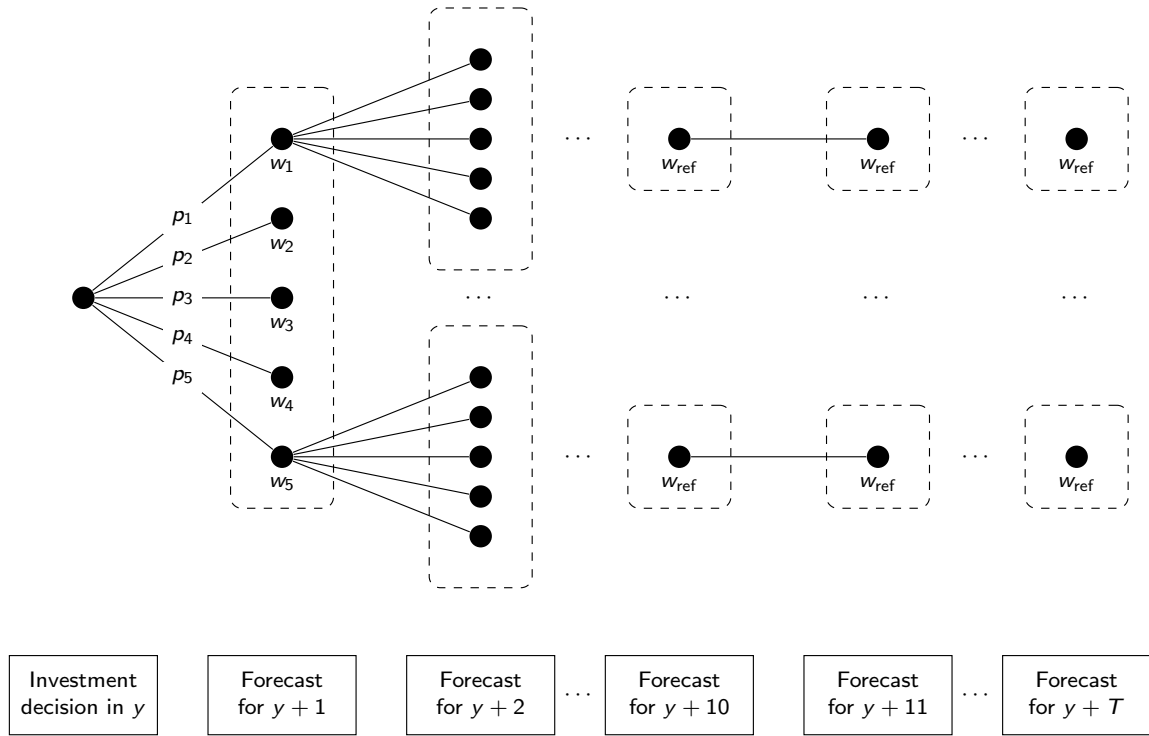 … w₁ w_ref w_ref … w_ref
p₁
p₂ w₂
p₃ w₃ … … … …
p₄ w₄
p₅
… w₅ w_ref w_ref … w_ref
Investment
decision in y
Forecast
for y + 1
Forecast
for y + 2
…
Forecast
for y + 10
Forecast
for y + 11
…
Forecast
for y + T